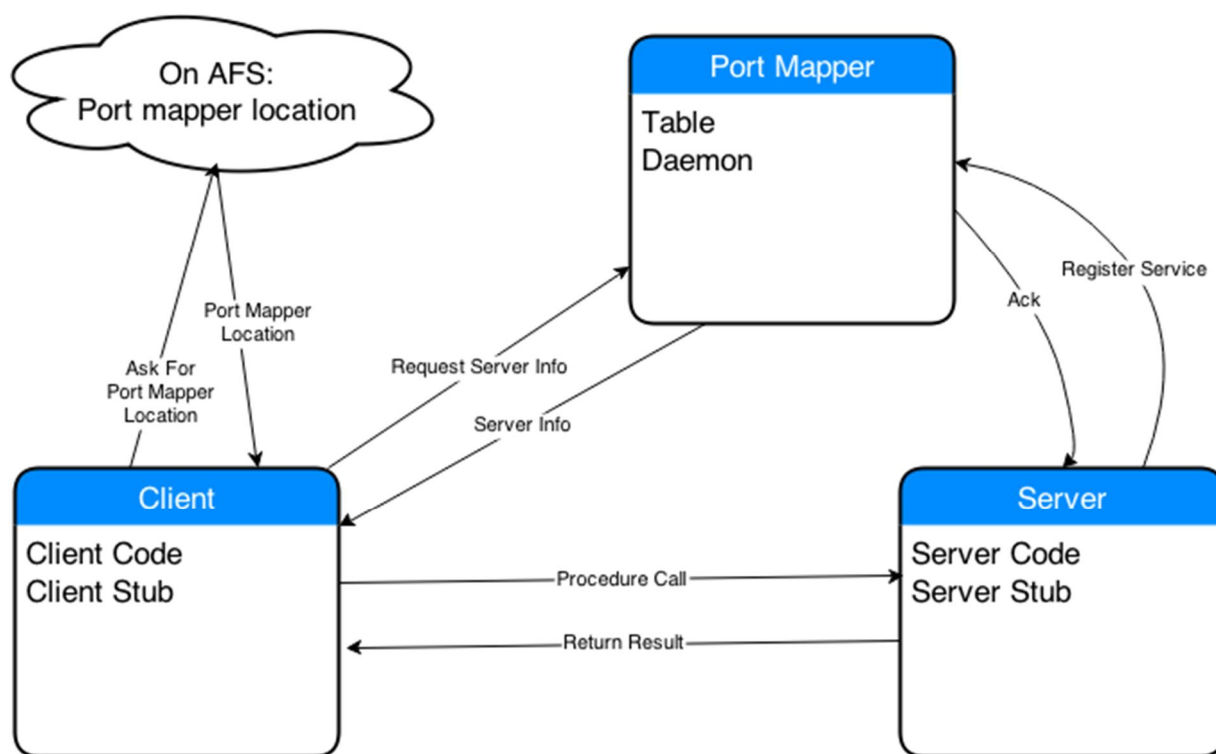 On AFS:
Port mapper location
Port Mapper
Table
Daemon
Port Mapper
Location
Ask For
Port Mapper
Location
Request Server Info
Server Info
Ack
Register Service
Client
Client Code
Client Stub
Procedure Call
Return Result
Server
Server Code
Server Stub